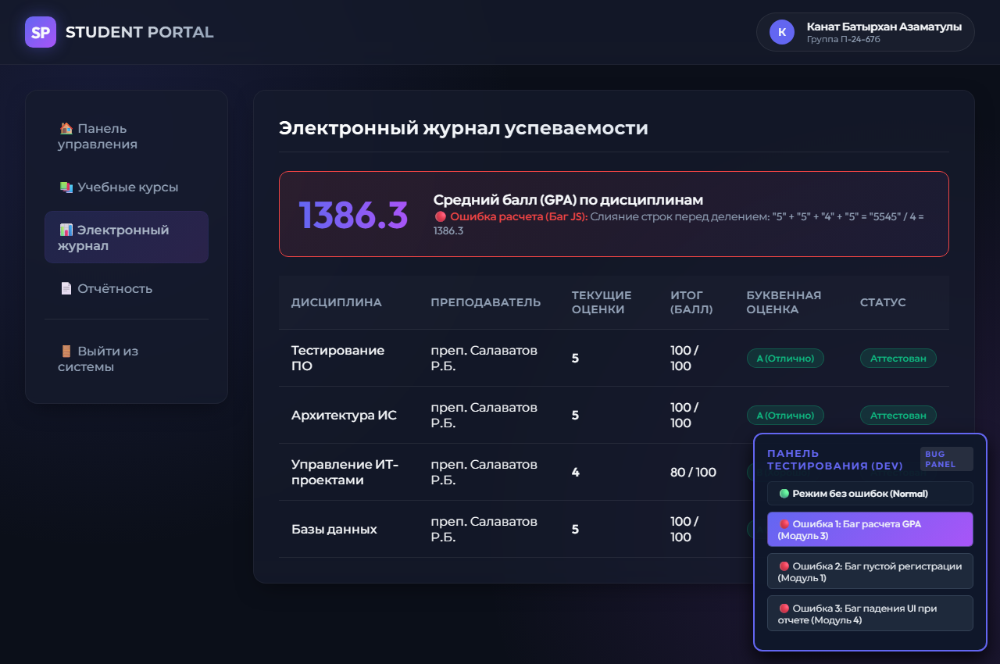 SP STUDENT PORTAL
К
Канат Батырхан Азаматулы
Группа П-24-67б
Панель
управления
Учебные курсы
Электронный
журнал
Отчётность
Выйти из
системы
Электронный журнал успеваемости
1386.3
Средний балл (GPA) по дисциплинам
Ошибка расчета (Баг JS): Слияние строк перед делением: "5" + "5" + "4" + "5" = "5545" / 4 =
1386.3
ДИСЦИПЛИНА
ПРЕПОДАВАТЕЛЬ
ТЕКУЩИЕ
ОЦЕНКИ
ИТОГ
(БАЛЛ)
БУКВЕННАЯ
ОЦЕНКА
СТАТУС
Тестирование
ПО
преп. Салаватов
Р.Б.
5
100 /
100
A (Отлично)
Аттестован
Архитектура ИС
преп. Салаватов
Р.Б.
5
100 /
100
A (Отлично)
Аттестован
Управление ИТ-
проектами
преп. Салаватов
Р.Б.
4
80 / 100
Базы данных
преп. Салаватов
Р.Б.
5
100 /
100
ПАНЕЛЬ
ТЕСТИРОВАНИЯ (DEV)
BUG
PANEL
Режим без ошибок (Normal)
Ошибка 1: Баг расчета GPA
(Модуль 3)
Ошибка 2: Баг пустой регистрации
(Модуль 1)
Ошибка 3: Баг падения UI при
отчете (Модуль 4)